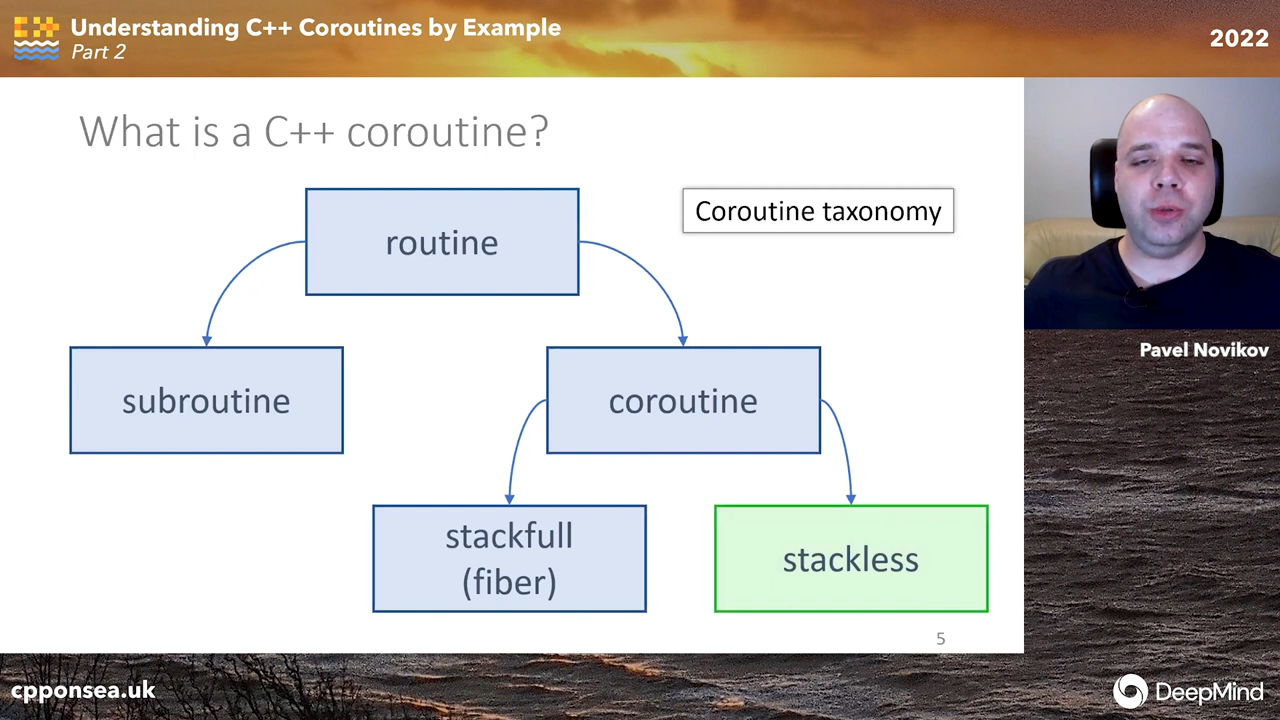 Understanding C++ Coroutines by Example
Part 2
2022
What is a C++ coroutine?
routine
Coroutine taxonomy
subroutine
coroutine
stackfull
(fiber)
stackless
5
Pavel Novikov
cpponsea.uk
DeepMind